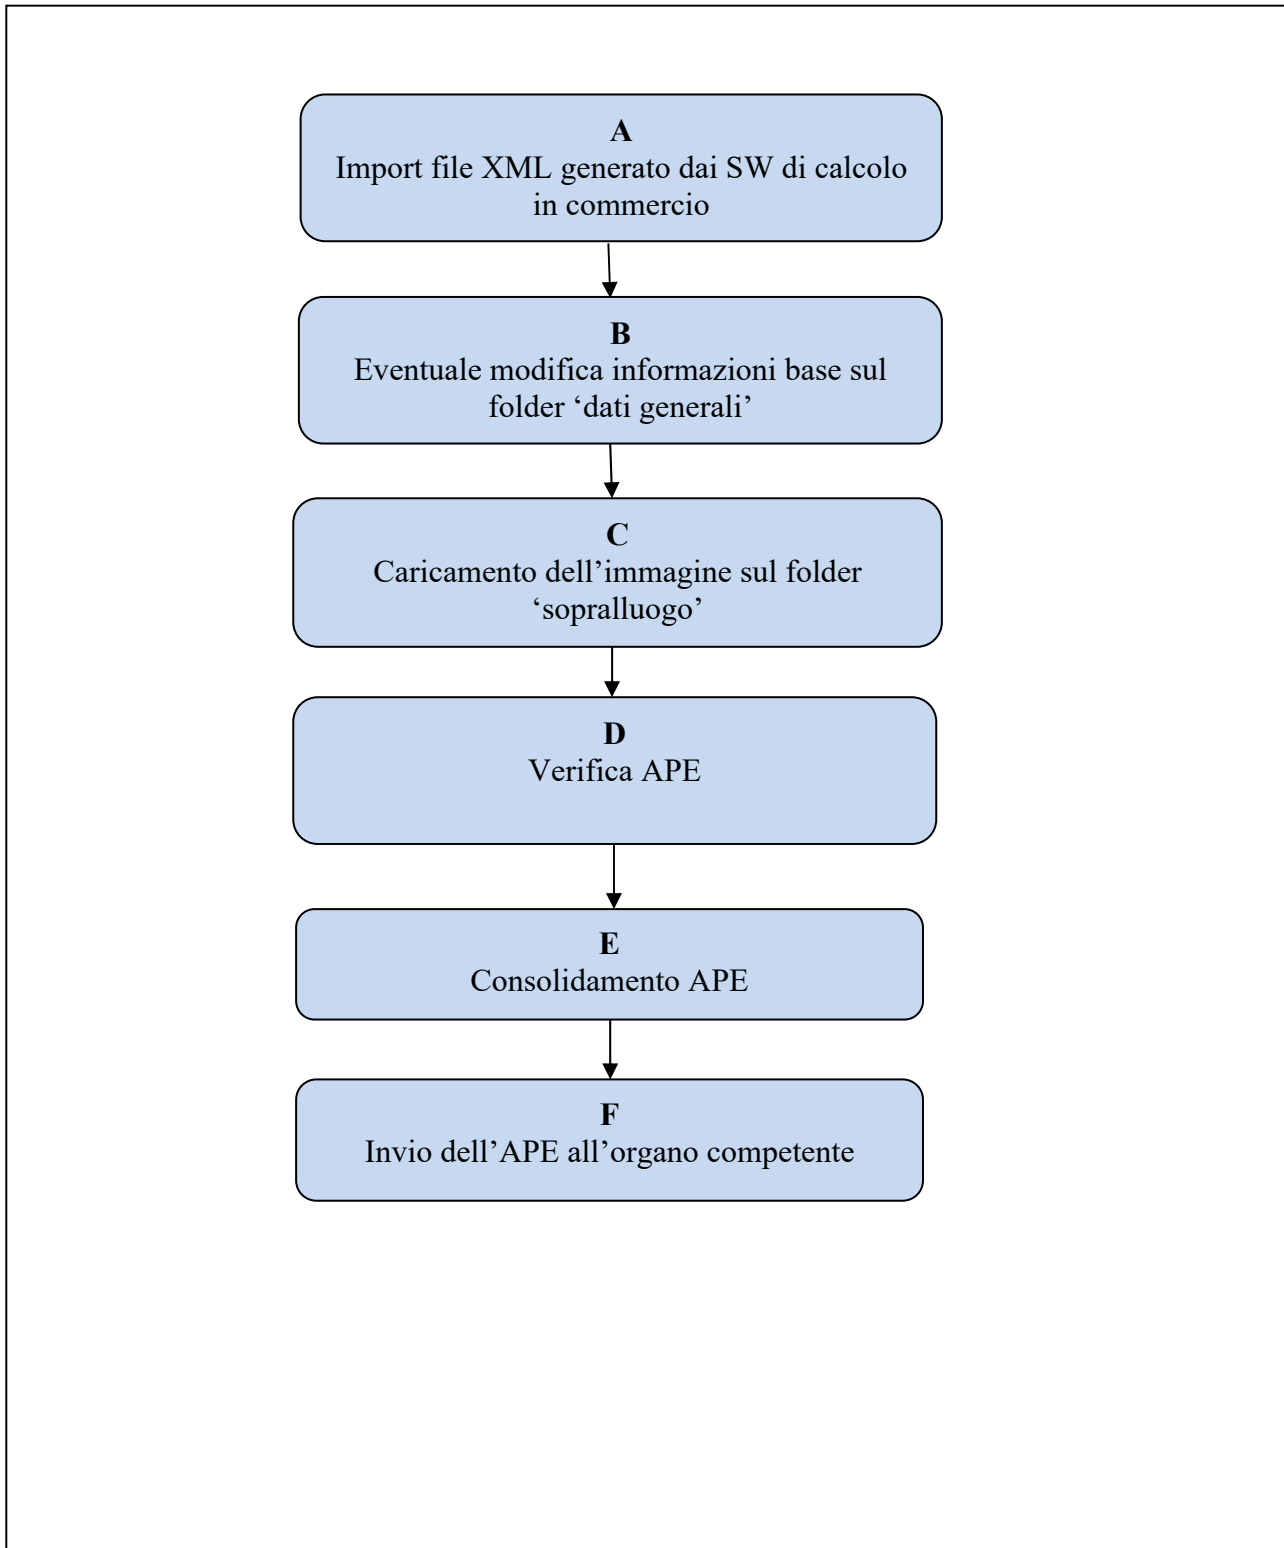 A
Import file XML generato dai SW di calcolo
in commercio
B
Eventuale modifica informazioni base sul
folder ‘dati generali’
C
Caricamento dell’immagine sul folder
‘sopralluogo’
D
Verifica APE
E
Consolidamento APE
F
Invio dell’APE all’organo competente